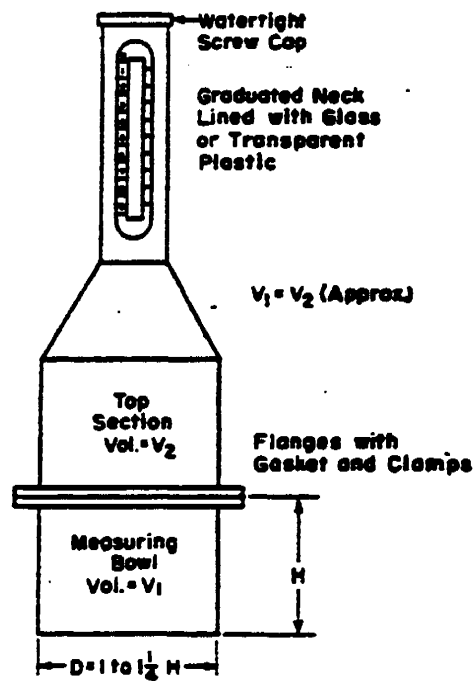 Watertight
Screw Cap
Graduated Neck
Lined with Glass
or Transparent
Plastic
V₁ = V₂ (Approx.)
Top
Section
Vol. = V₂
Flanges with
Gasket and Clamps
Measuring
Bowl
Vol. = V₁
H
D = 1 to 1¼ H